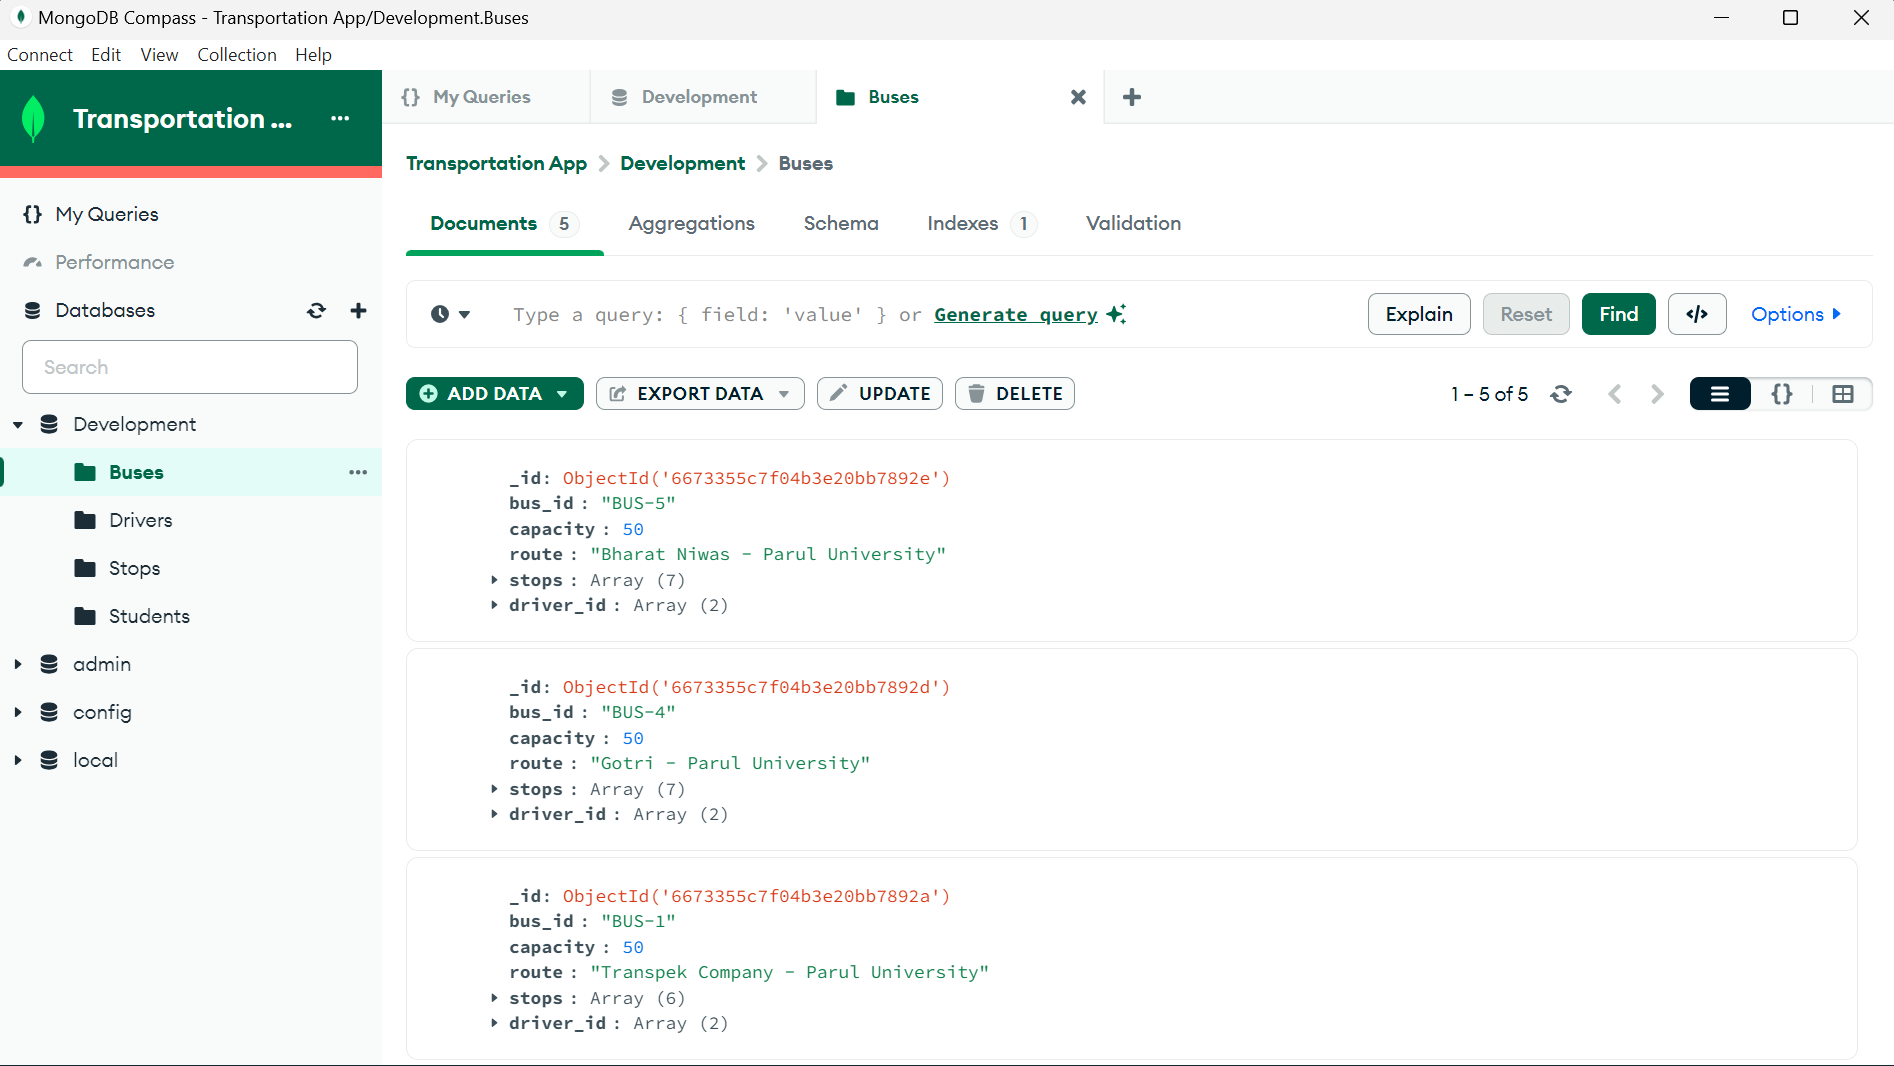 MongoDB Compass - Transportation App/Development.Buses
Connect Edit View Collection Help
Transportation ...
My Queries
Performance
Databases
Search
Development
Buses
Drivers
Stops
Students
admin
config
local
{} My Queries
Development
Buses
Transportation App > Development > Buses
Documents 5 Aggregations Schema Indexes 1 Validation
Type a query: { field: 'value' } or Generate query
Explain Reset Find </> Options
ADD DATA EXPORT DATA UPDATE DELETE 1 – 5 of 5 {}
_id: ObjectId('6673355c7f04b3e20bb7892e')
bus_id : "BUS-5"
capacity : 50
route : "Bharat Niwas - Parul University"
stops : Array (7)
driver_id : Array (2)
_id: ObjectId('6673355c7f04b3e20bb7892d')
bus_id : "BUS-4"
capacity : 50
route : "Gotri - Parul University"
stops : Array (7)
driver_id : Array (2)
_id: ObjectId('6673355c7f04b3e20bb7892a')
bus_id : "BUS-1"
capacity : 50
route : "Transpek Company - Parul University"
stops : Array (6)
driver_id : Array (2)